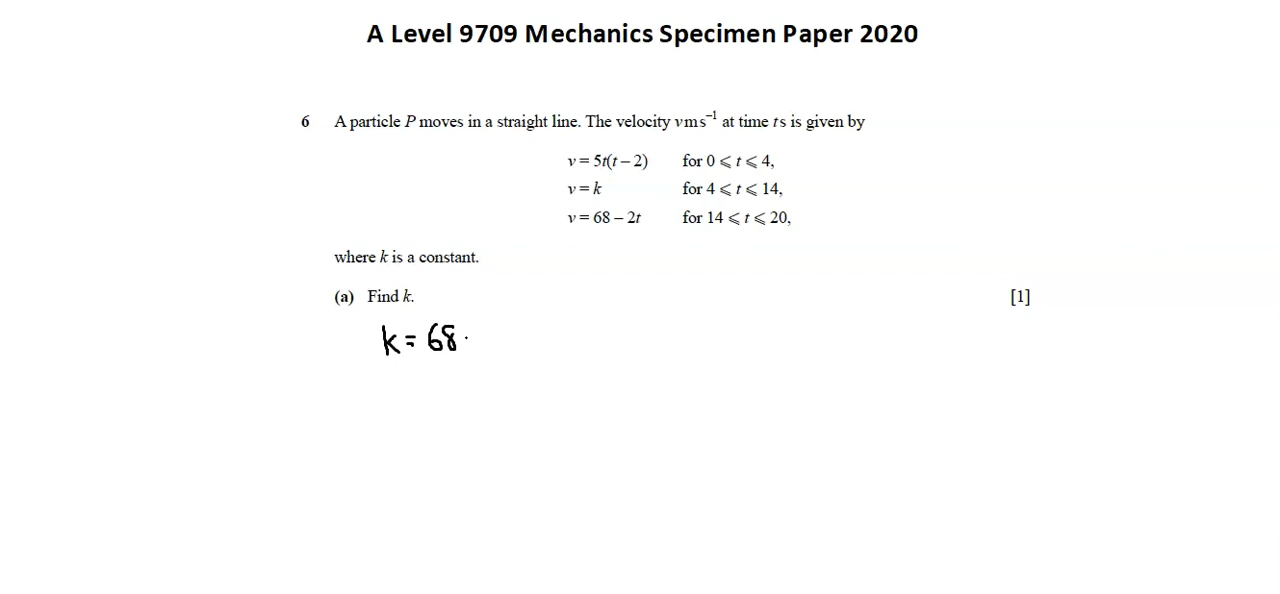 A Level 9709 Mechanics Specimen Paper 2020
6 A particle P moves in a straight line. The velocity v m s⁻¹ at time t s is given by
v = 5t(t – 2) for 0 ⩽ t ⩽ 4,
v = k for 4 ⩽ t ⩽ 14,
v = 68 – 2t for 14 ⩽ t ⩽ 20,
where k is a constant.
(a) Find k. [1]
k = 68